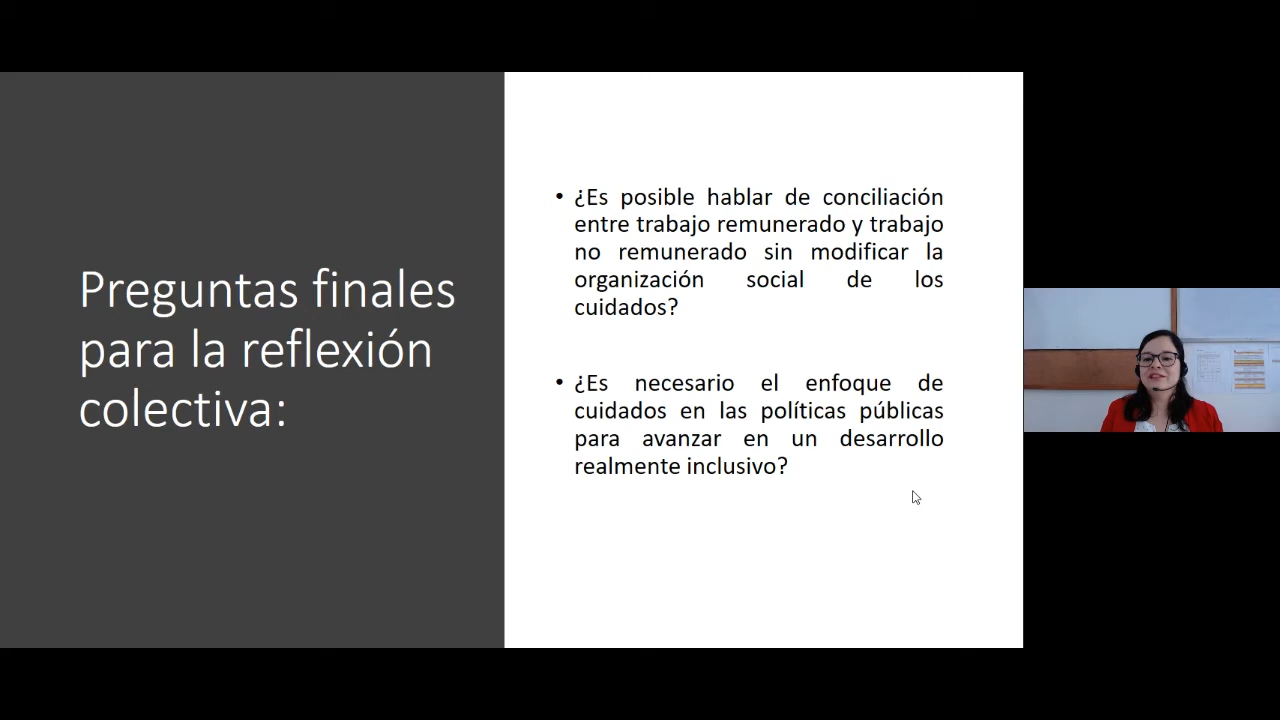 Preguntas finales
para la reflexión
colectiva:
• ¿Es posible hablar de conciliación
entre trabajo remunerado y trabajo
no remunerado sin modificar la
organización social de los
cuidados?
• ¿Es necesario el enfoque de
cuidados en las políticas públicas
para avanzar en un desarrollo
realmente inclusivo?